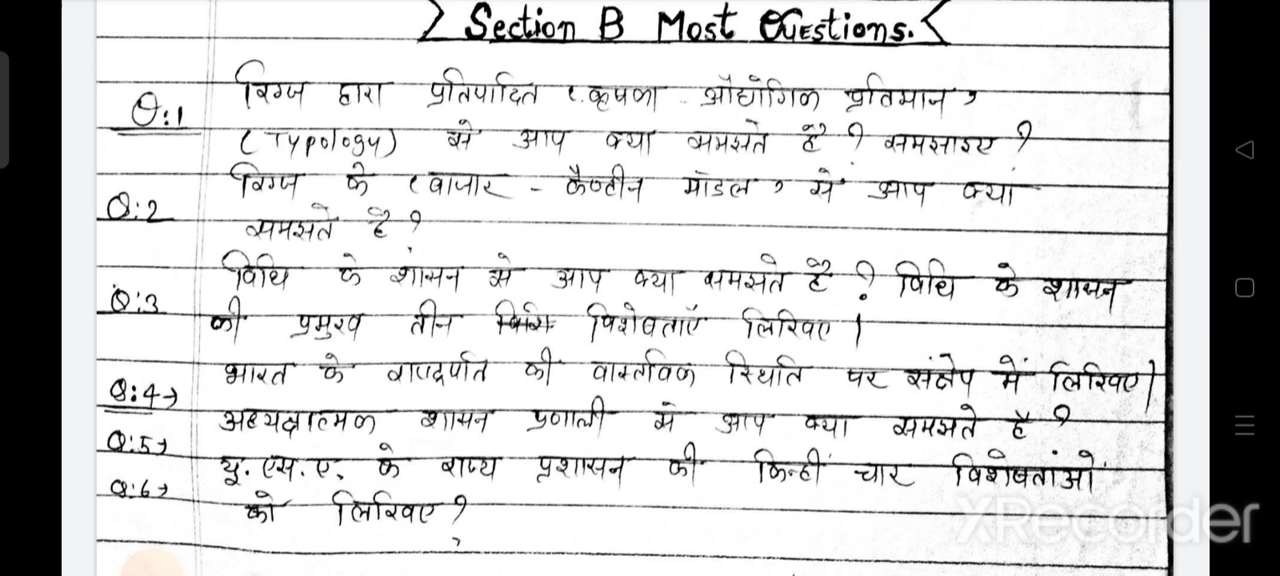 Section B Most Questions.
Q:1 रिग्ज द्वारा प्रतिपादित 'कृषका - औद्योगिक प्रतिमान'
(Typology) से आप क्या समझते है ? समझाइए ?
Q:2 रिग्ज के 'बाजार - कैण्टीन मॉडल' से आप क्या
समझते है ?
Q:3 विधि के शासन से आप क्या समझते है ? विधि के शासन
की प्रमुख तीन विशेषताएँ लिखिए |
Q:4→ भारत के राष्ट्रपति की वास्तविक स्थिति पर संक्षेप में लिखिए |
Q:5→ अध्यक्षात्मक शासन प्रणाली से आप क्या समझते है ?
Q:6→ यू. एस. ए. के राज्य प्रशासन की किन्हीं चार विशेषतांओं
को लिखिए ?
XRecorder